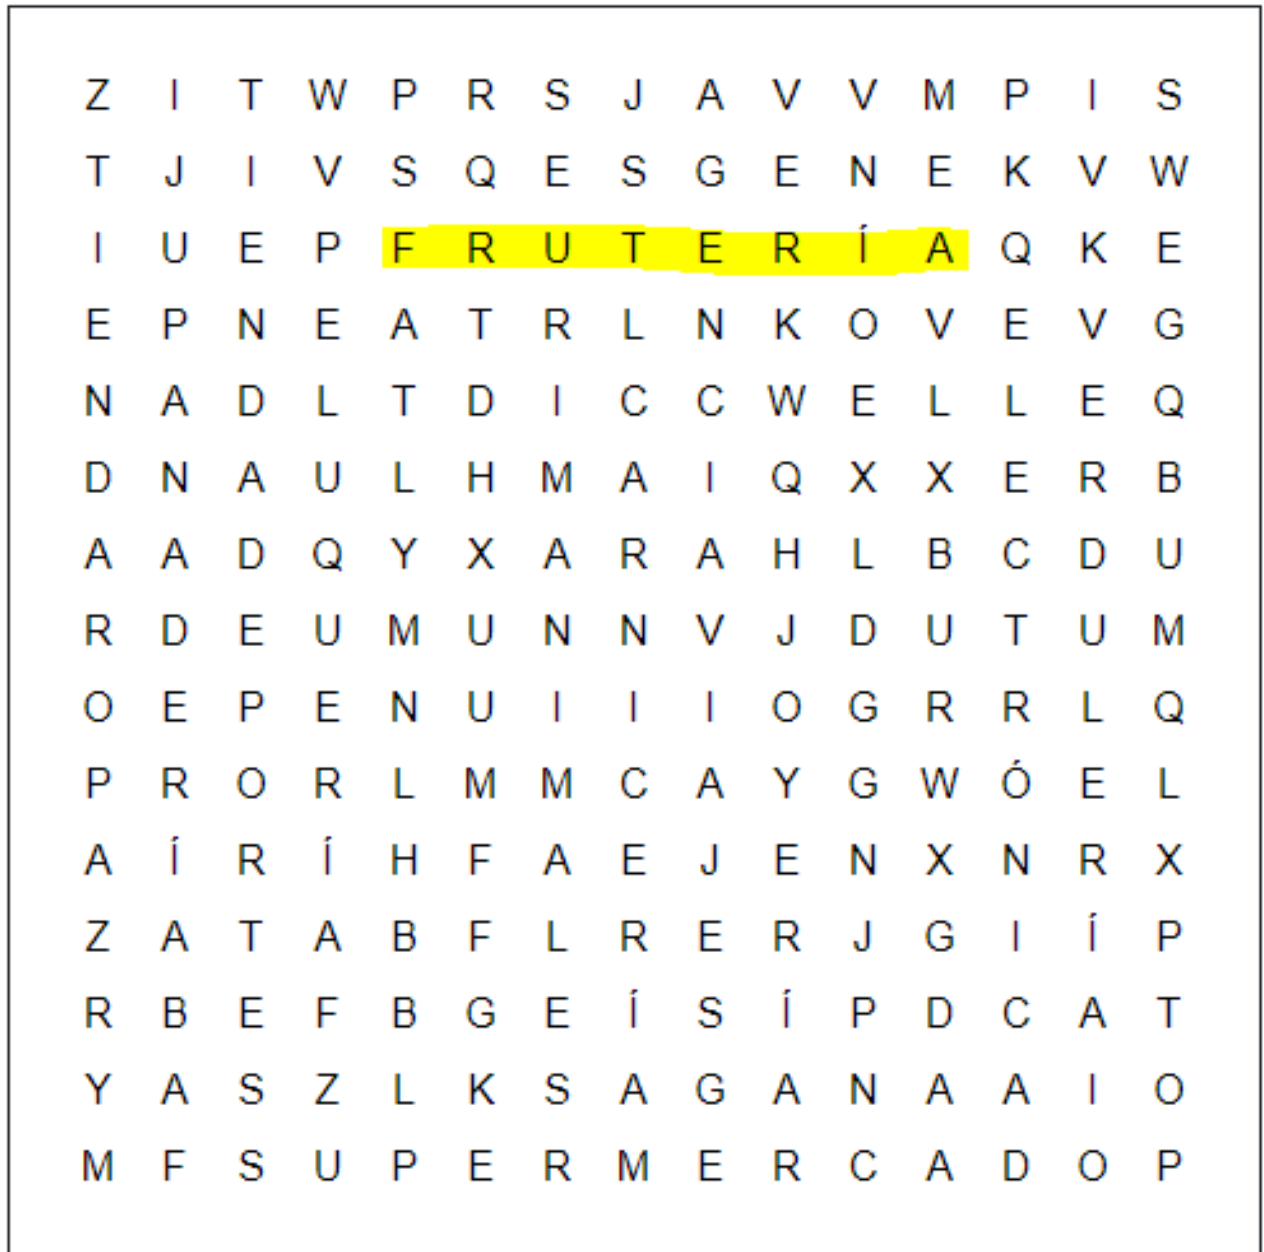 Z I T W P R S J A V V M P I S
T J I V S Q E S G E N E K V W
I U E P F R U T E R Í A Q K E
E P N E A T R L N K O V E V G
N A D L T D I C C W E L L E Q
D N A U L H M A I Q X X E R B
A A D Q Y X A R A H L B C D U
R D E U M U N N V J D U T U M
O E P E N U I I I O G R R L Q
P R O R L M M C A Y G W Ó E L
A Í R Í H F A E J E N X N R X
Z A T A B F L R E R J G I Í P
R B E F B G E Í S Í P D C A T
Y A S Z L K S A G A N A A I O
M F S U P E R M E R C A D O P